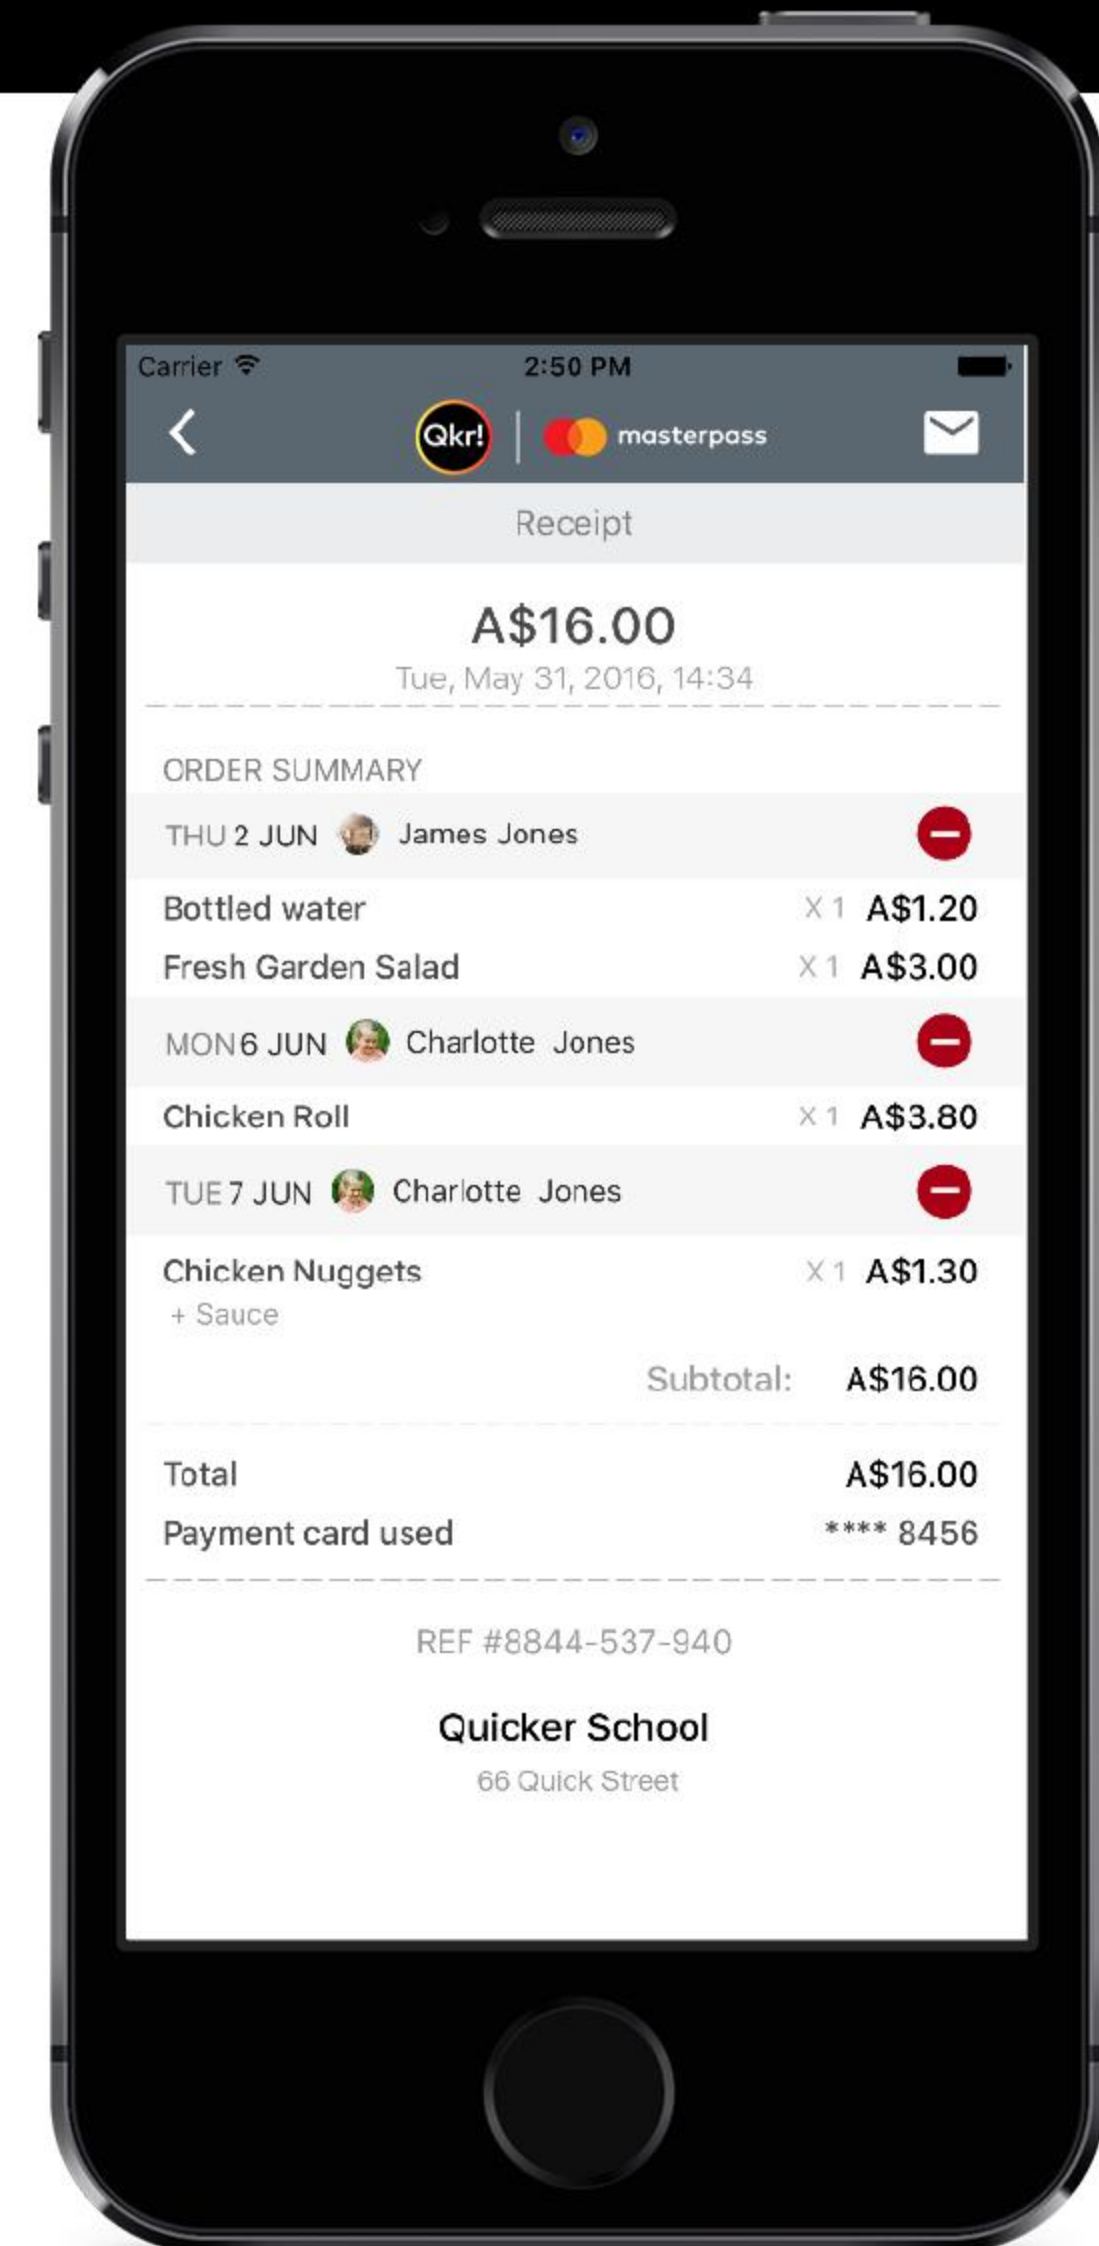 Carrier 2:50 PM
Qkr! masterpass
Receipt
A$16.00
Tue, May 31, 2016, 14:34
ORDER SUMMARY
THU 2 JUN James Jones
Bottled water X 1 A$1.20
Fresh Garden Salad X 1 A$3.00
MON 6 JUN Charlotte Jones
Chicken Roll X 1 A$3.80
TUE 7 JUN Charlotte Jones
Chicken Nuggets X 1 A$1.30
+ Sauce
Subtotal: A$16.00
Total A$16.00
Payment card used **** 8456
REF #8844-537-940
Quicker School
66 Quick Street